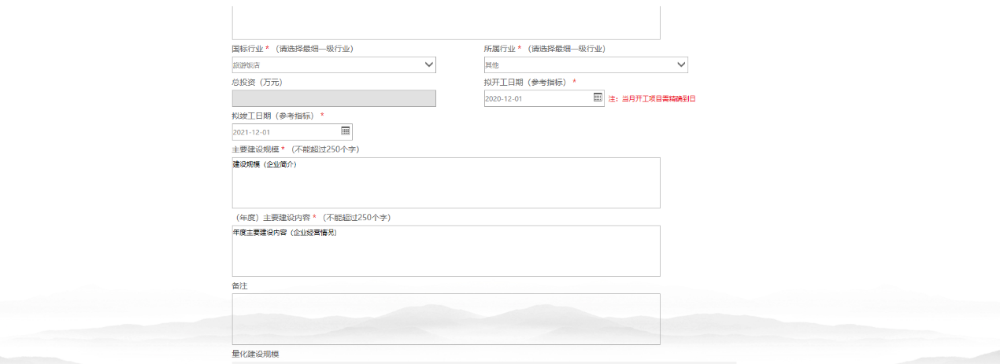 国标行业 * （请选择最细一级行业）
所属行业 * （请选择最细一级行业）
旅游饭店
其他
总投资（万元）
拟开工日期（参考指标） *
2020-12-01
注：当月开工项目需精确到日
拟竣工日期（参考指标） *
2021-12-01
主要建设规模 * （不能超过250个字）
建设规模（企业简介）
（年度）主要建设内容 * （不能超过250个字）
年度主要建设内容（企业经营情况）
备注
量化建设规模